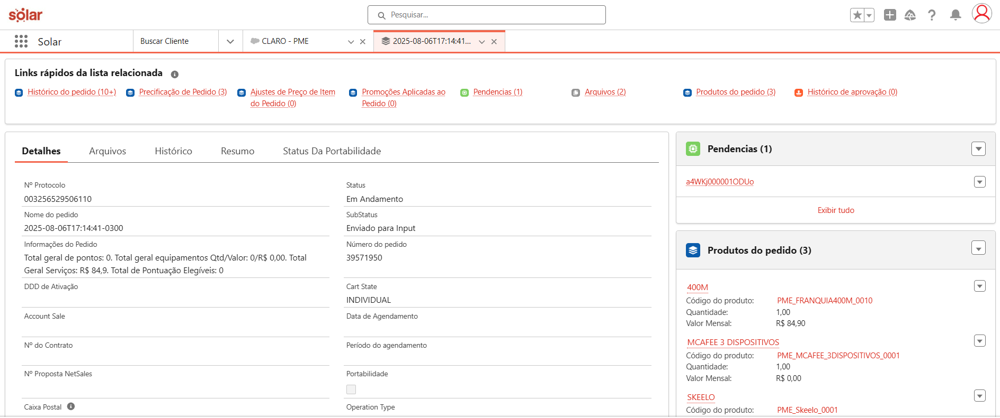 solar
Pesquisar...
Solar
Buscar Cliente
CLARO - PME
2025-08-06T17:14:41...
Links rápidos da lista relacionada
Histórico do pedido (10+)
Precificação de Pedido (3)
Ajustes de Preço de Item
do Pedido (0)
Promoções Aplicadas ao
Pedido (0)
Pendencias (1)
Arquivos (2)
Produtos do pedido (3)
Histórico de aprovação (0)
Detalhes
Arquivos
Histórico
Resumo
Status Da Portabilidade
Nº Protocolo
003256529506110
Status
Em Andamento
Nome do pedido
2025-08-06T17:14:41-0300
SubStatus
Enviado para Input
Informações do Pedido
Total geral de pontos: 0. Total geral equipamentos Qtd/Valor: 0/R$ 0,00. Total
Geral Serviços: R$ 84,9. Total de Pontuação Elegíveis: 0
Número do pedido
39571950
DDD de Ativação
Cart State
INDIVIDUAL
Account Sale
Data de Agendamento
Nº do Contrato
Período do agendamento
Nº Proposta NetSales
Portabilidade
Caixa Postal
Operation Type
Pendencias (1)
a4WKj000001ODUo
Exibir tudo
Produtos do pedido (3)
400M
Código do produto: PME_FRANQUIA400M_0010
Quantidade: 1,00
Valor Mensal: R$ 84,90
MCAFEE 3 DISPOSITIVOS
Código do produto: PME_MCAFEE_3DISPOSITIVOS_0001
Quantidade: 1,00
Valor Mensal: R$ 0,00
SKEELO
Código do produto: PME_Skeelo_0001